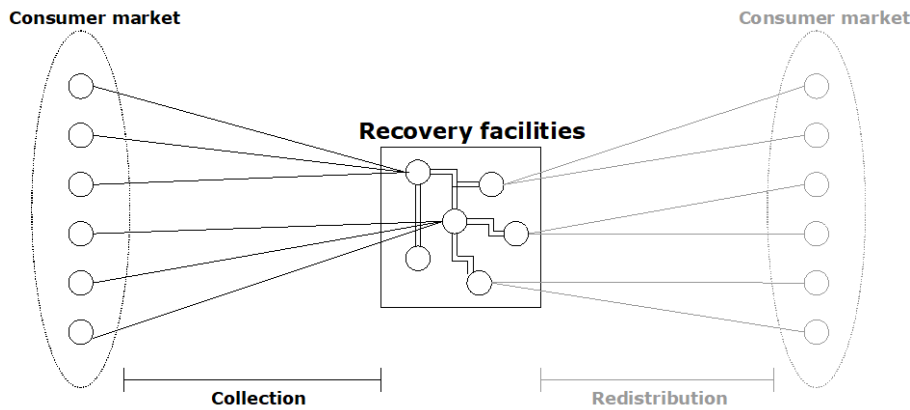 Consumer market
Consumer market
Recovery facilities
Collection
Redistribution